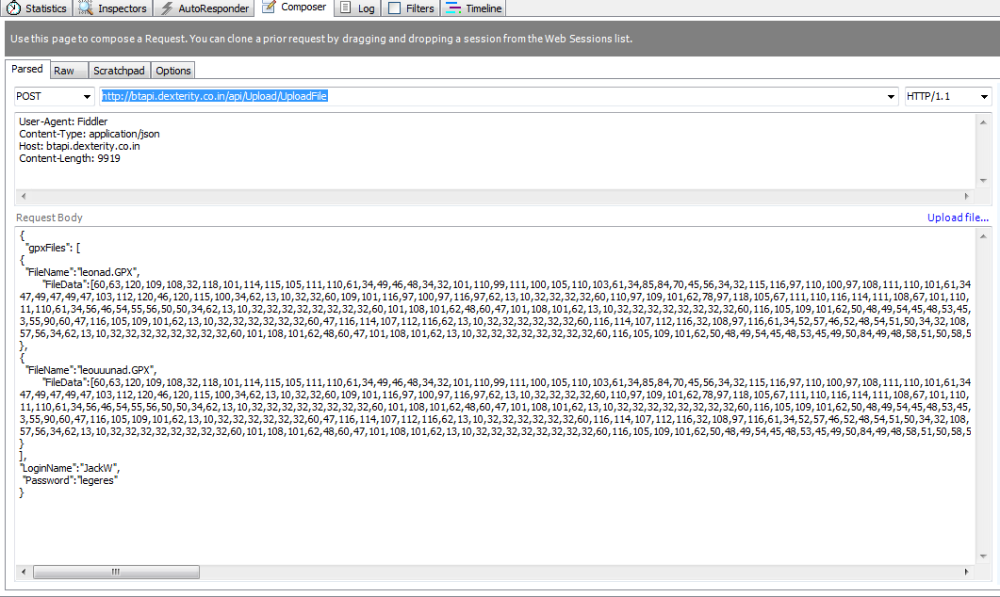 Statistics Inspectors AutoResponder Composer Log Filters Timeline
Use this page to compose a Request. You can clone a prior request by dragging and dropping a session from the Web Sessions list.
Parsed Raw Scratchpad Options
POST http://btapi.dexterity.co.in/api/Upload/UploadFile HTTP/1.1
User-Agent: Fiddler
Content-Type: application/json
Host: btapi.dexterity.co.in
Content-Length: 9919
Request Body Upload file...
{
"gpxFiles": [
{
"FileName":"leonad.GPX",
"FileData":[60,63,120,109,108,32,118,101,114,115,105,111,110,61,34,49,46,48,34,32,101,110,99,111,100,105,110,103,61,34,85,84,70,45,56,34,32,115,116,97,110,100,97,108,111,110,101,61,34
47,49,47,49,47,103,112,120,46,120,115,100,34,62,13,10,32,32,60,109,101,116,97,100,97,116,97,62,13,10,32,32,32,32,60,110,97,109,101,62,78,97,118,105,67,111,110,116,114,111,108,67,101,110,
11,110,61,34,56,46,54,55,56,50,50,34,62,13,10,32,32,32,32,32,32,32,32,60,101,108,101,62,48,60,47,101,108,101,62,13,10,32,32,32,32,32,32,32,32,60,116,105,109,101,62,50,48,49,54,45,48,53,45,
3,55,90,60,47,116,105,109,101,62,13,10,32,32,32,32,32,32,60,47,116,114,107,112,116,62,13,10,32,32,32,32,32,32,60,116,114,107,112,116,32,108,97,116,61,34,52,57,46,52,48,54,51,50,34,32,108,
57,56,34,62,13,10,32,32,32,32,32,32,32,32,60,101,108,101,62,48,60,47,101,108,101,62,13,10,32,32,32,32,32,32,32,32,60,116,105,109,101,62,50,48,49,54,45,48,53,45,49,50,84,49,48,58,51,50,58,5
},
{
"FileName":"leouuunad.GPX",
"FileData":[60,63,120,109,108,32,118,101,114,115,105,111,110,61,34,49,46,48,34,32,101,110,99,111,100,105,110,103,61,34,85,84,70,45,56,34,32,115,116,97,110,100,97,108,111,110,101,61,34
47,49,47,49,47,103,112,120,46,120,115,100,34,62,13,10,32,32,60,109,101,116,97,100,97,116,97,62,13,10,32,32,32,32,60,110,97,109,101,62,78,97,118,105,67,111,110,116,114,111,108,67,101,110,
11,110,61,34,56,46,54,55,56,50,50,34,62,13,10,32,32,32,32,32,32,32,32,60,101,108,101,62,48,60,47,101,108,101,62,13,10,32,32,32,32,32,32,32,32,60,116,105,109,101,62,50,48,49,54,45,48,53,45,
3,55,90,60,47,116,105,109,101,62,13,10,32,32,32,32,32,32,60,47,116,114,107,112,116,62,13,10,32,32,32,32,32,32,60,116,114,107,112,116,32,108,97,116,61,34,52,57,46,52,48,54,51,50,34,32,108,
57,56,34,62,13,10,32,32,32,32,32,32,32,32,60,101,108,101,62,48,60,47,101,108,101,62,13,10,32,32,32,32,32,32,32,32,60,116,105,109,101,62,50,48,49,54,45,48,53,45,49,50,84,49,48,58,51,50,58,5
}
],
"LoginName":"JackW",
"Password":"legeres"
}